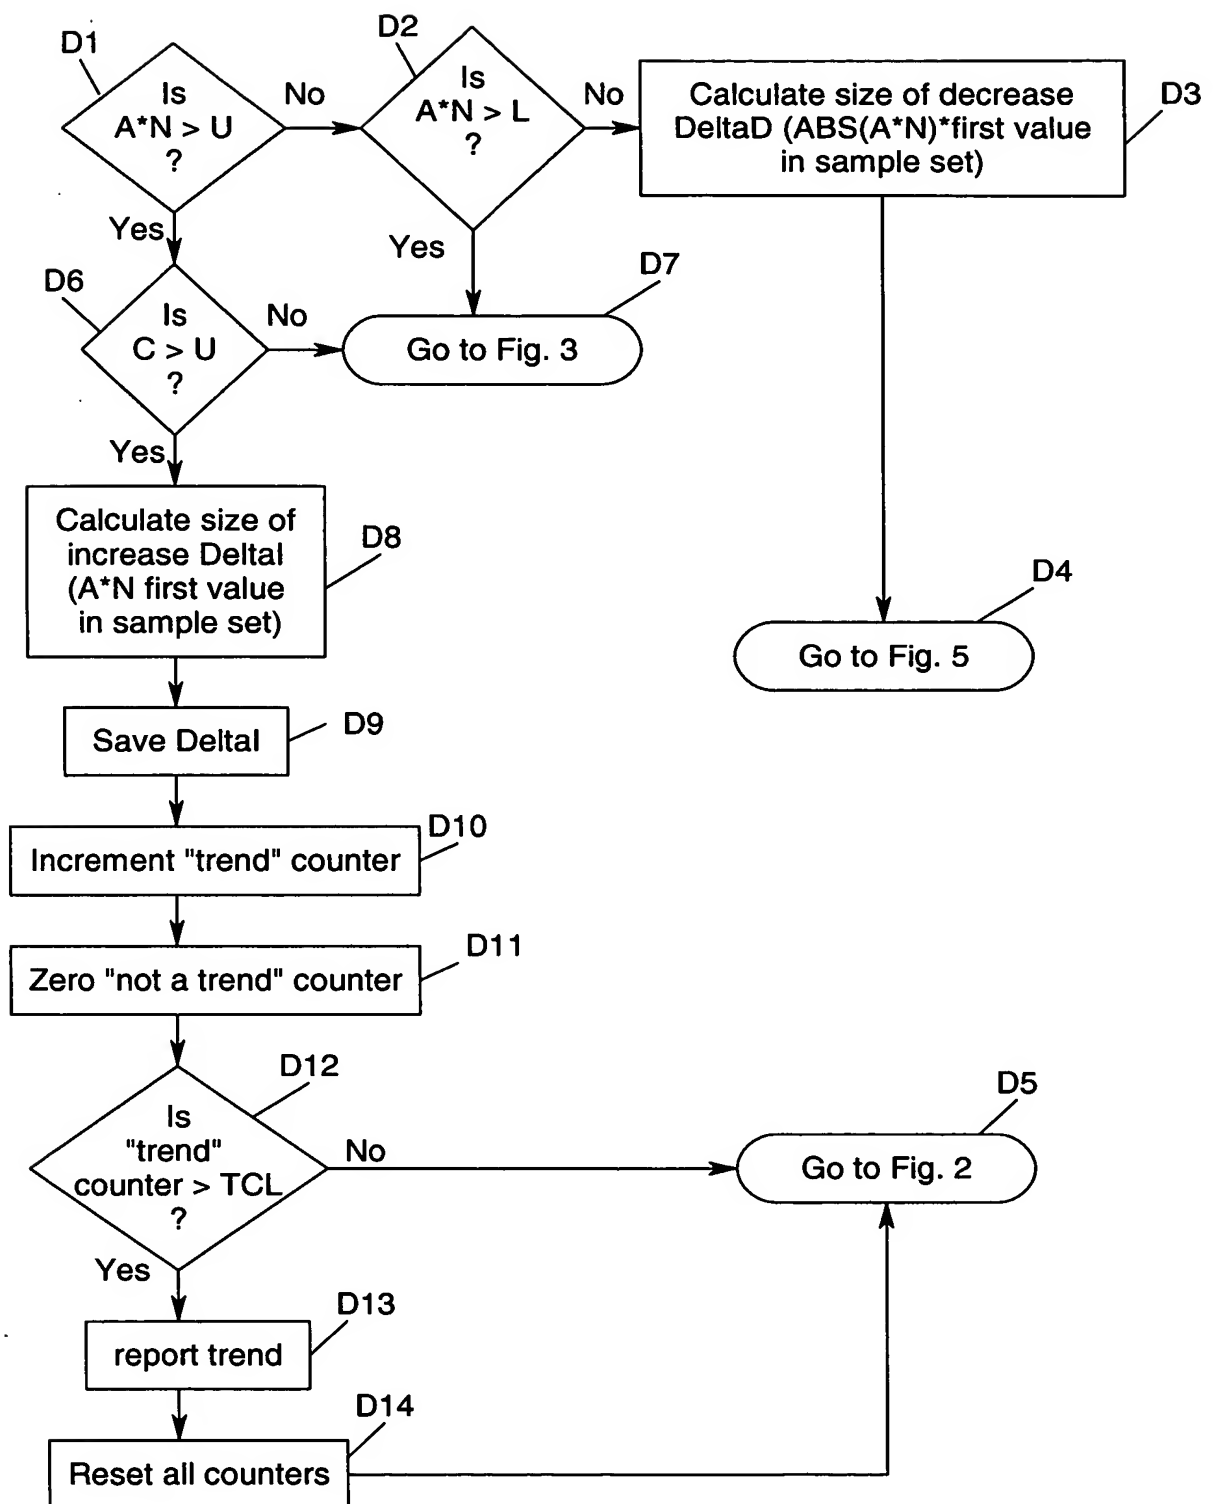 D1
Is
A*N > U
?
No
Yes
D2
Is
A*N > L
?
No
Yes
Calculate size of decrease
DeltaD (ABS(A*N)*first value
in sample set)
D3
D6
Is
C > U
?
No
Yes
D7
Go to Fig. 3
Calculate size of
increase DeltaI
(A*N first value
in sample set)
D8
D4
Go to Fig. 5
Save DeltaI
D9
Increment "trend" counter
D10
Zero "not a trend" counter
D11
D12
Is
"trend"
counter > TCL
?
No
Yes
D5
Go to Fig. 2
report trend
D13
Reset all counters
D14